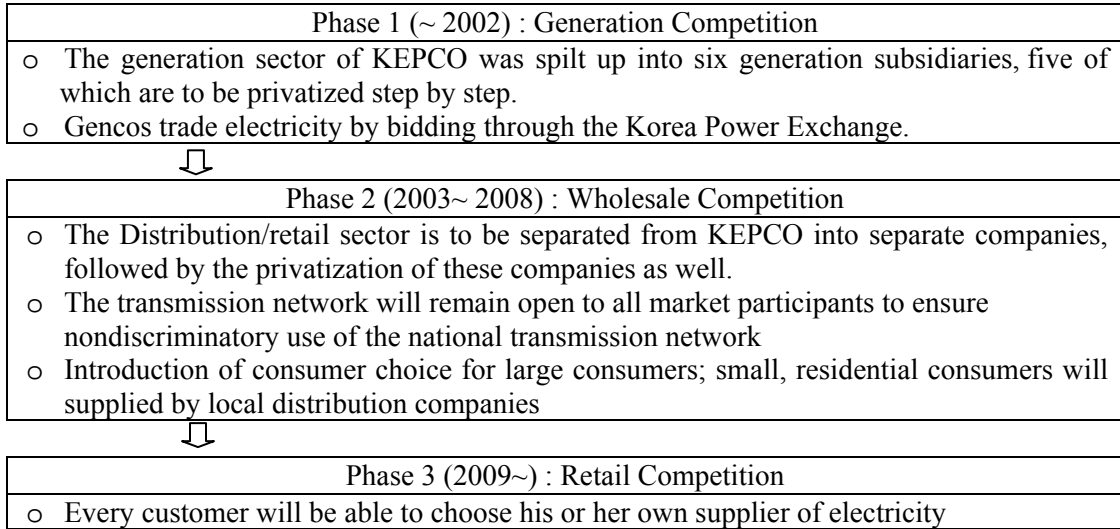 Phase 1 (~ 2002) : Generation Competition
o The generation sector of KEPCO was spilt up into six generation subsidiaries, five of
which are to be privatized step by step.
o Gencos trade electricity by bidding through the Korea Power Exchange.
Phase 2 (2003~ 2008) : Wholesale Competition
o The Distribution/retail sector is to be separated from KEPCO into separate companies,
followed by the privatization of these companies as well.
o The transmission network will remain open to all market participants to ensure
nondiscriminatory use of the national transmission network
o Introduction of consumer choice for large consumers; small, residential consumers will
supplied by local distribution companies
Phase 3 (2009~) : Retail Competition
o Every customer will be able to choose his or her own supplier of electricity